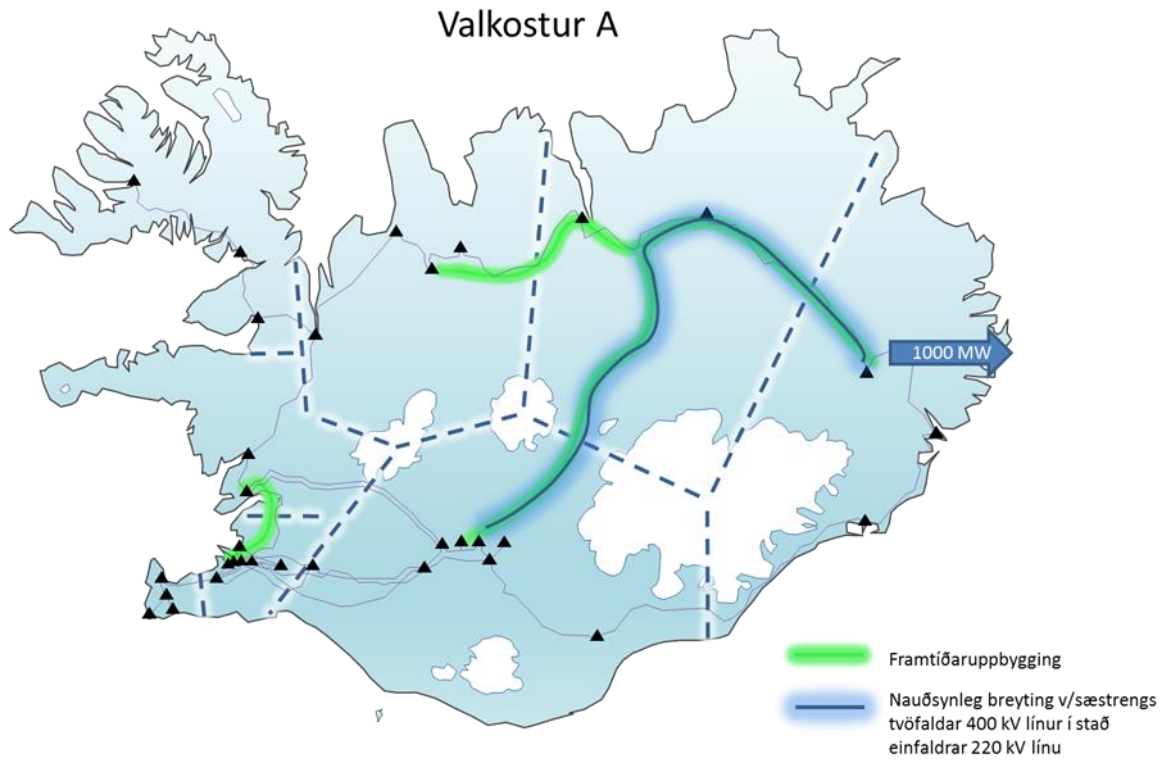 Valkostur A
1000 MW
Framtíðaruppbygging
Nauðsynleg breyting v/sæstrengs
tvöfaldar 400 kV línur í stað
einfaldrar 220 kV línu